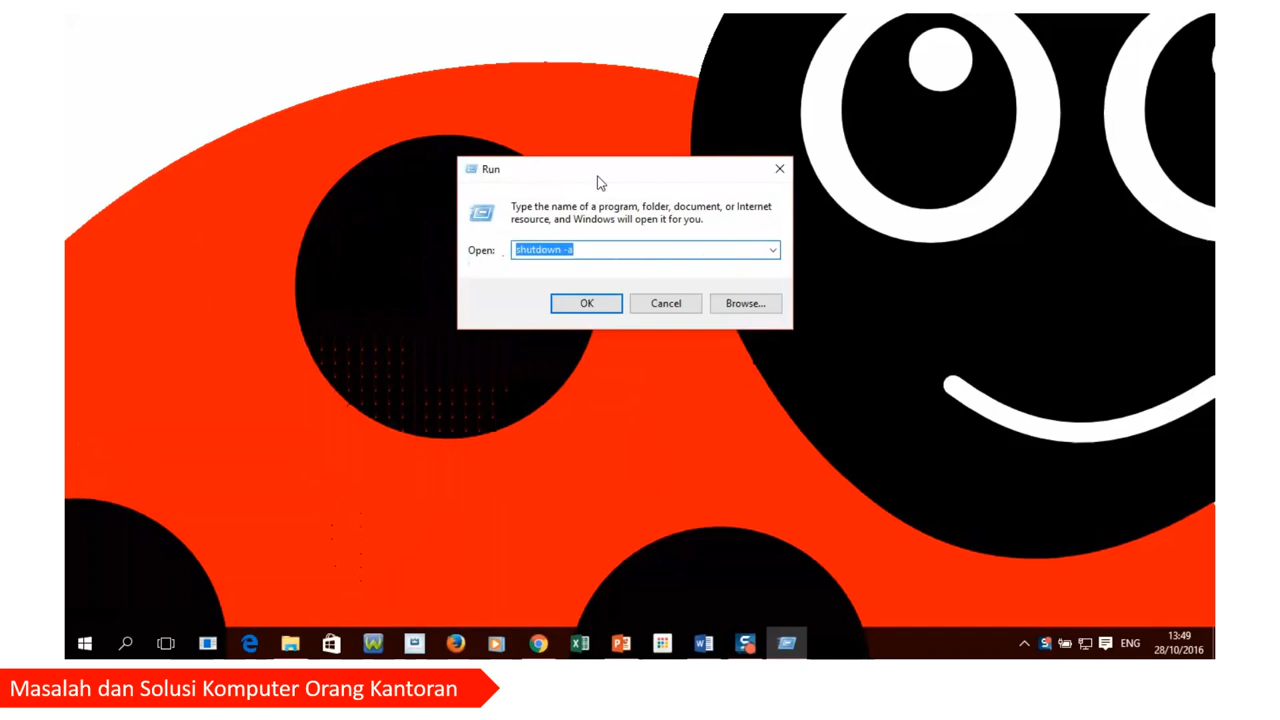 Run
Type the name of a program, folder, document, or Internet
resource, and Windows will open it for you.
Open: shutdown -a
OK Cancel Browse...
ENG 13:49
28/10/2016
Masalah dan Solusi Komputer Orang Kantoran